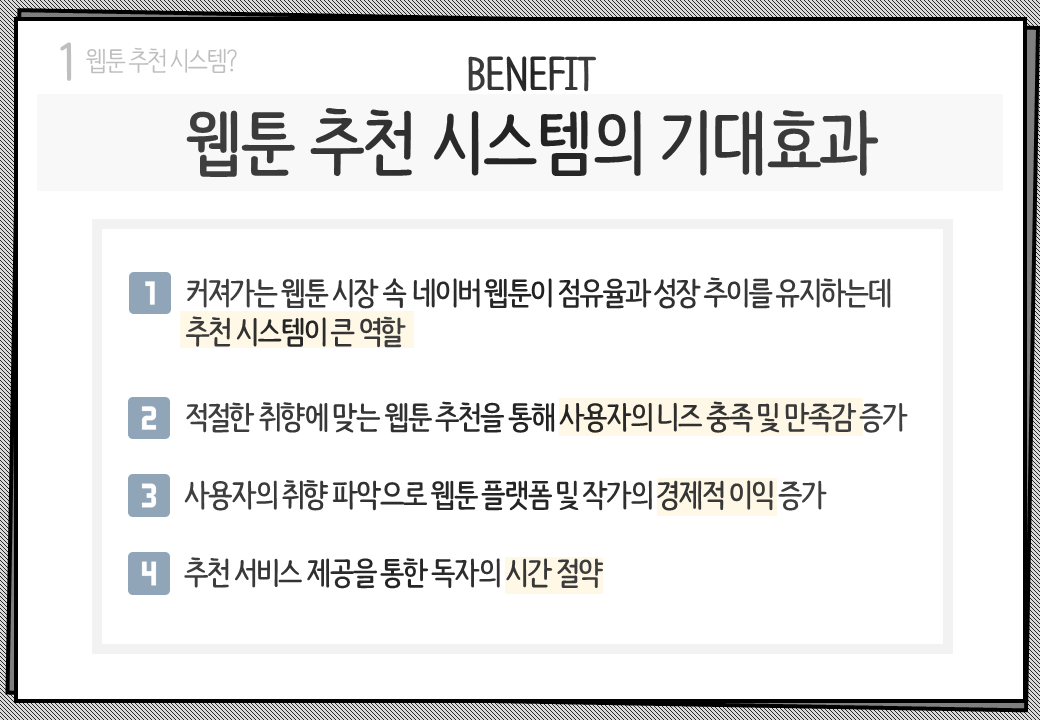 1 웹툰 추천 시스템?
BENEFIT
웹툰 추천 시스템의 기대효과
1 커져가는 웹툰 시장 속 네이버 웹툰이 점유율과 성장 추이를 유지하는데
추천 시스템이 큰 역할
2 적절한 취향에 맞는 웹툰 추천을 통해 사용자의 니즈 충족 및 만족감 증가
3 사용자의 취향 파악으로 웹툰 플랫폼 및 작가의 경제적 이익 증가
4 추천 서비스 제공을 통한 독자의 시간 절약